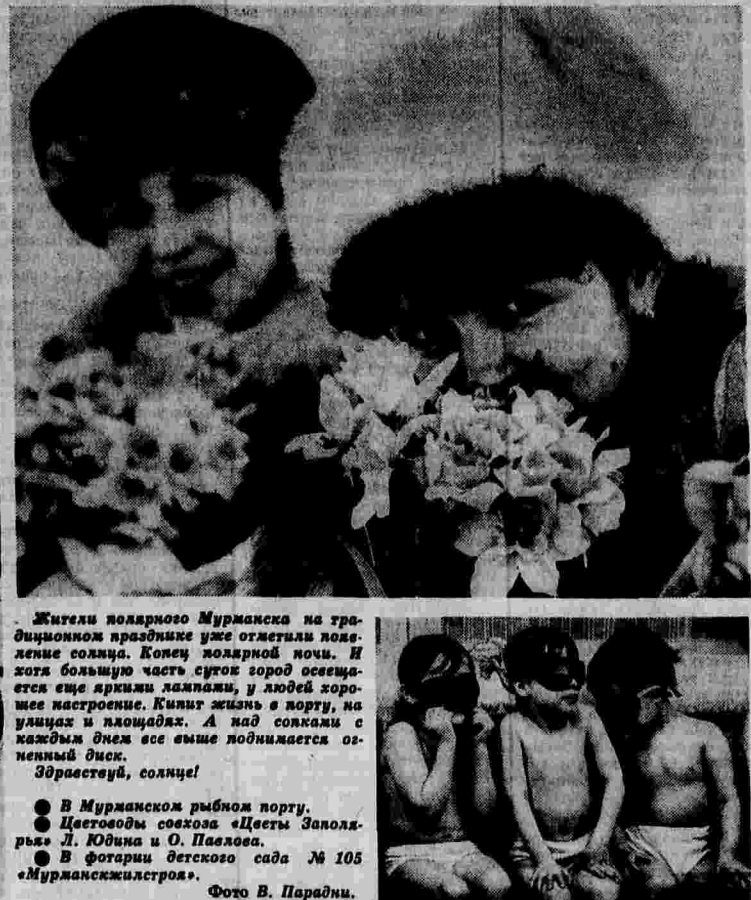 Жители полярного Мурманска на тра-
диционном празднике уже отметили появ-
ление солнца. Конец полярной ночи. И
хотя большую часть суток город освеща-
ется еще яркими лампами, у людей хоро-
шее настроение. Кипит жизнь в порту, на
улицах и площадях. А над сопками с
каждым днем все выше поднимается ог-
ненный диск.
Здравствуй, солнце!
● В Мурманском рыбном порту.
● Цветоводы совхоза «Цветы Заполя-
рья» Л. Юдина и О. Павлова.
● В фотарии детского сада № 105
«Мурманскжилстроя».
Фото В. Парадни.